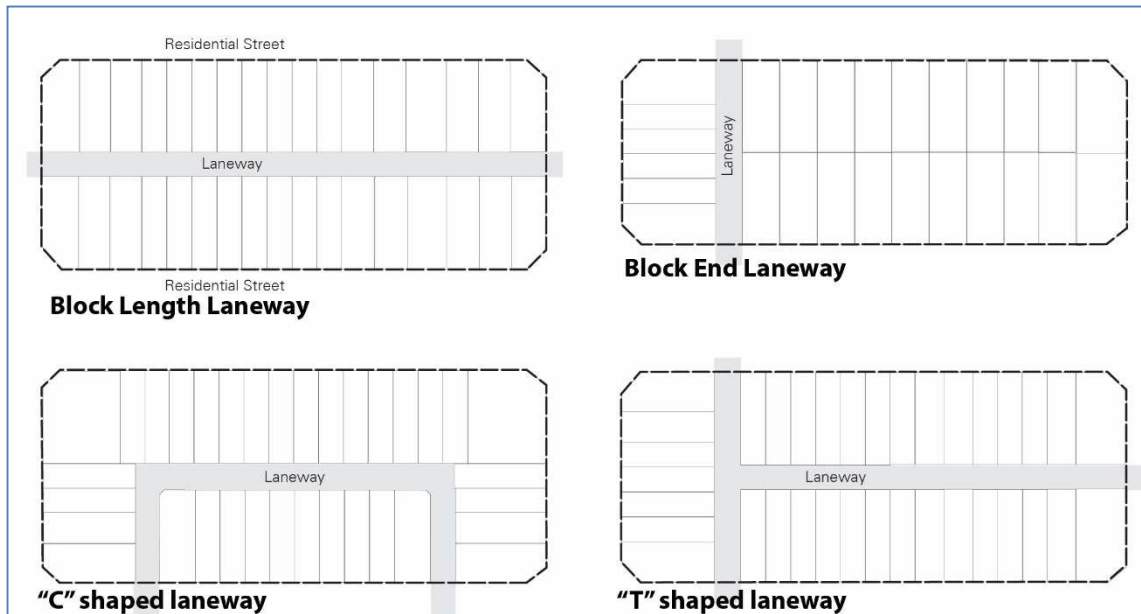 Residential Street
Laneway
Residential Street
Block Length Laneway
Laneway
Block End Laneway
Laneway
“C” shaped laneway
Laneway
“T” shaped laneway